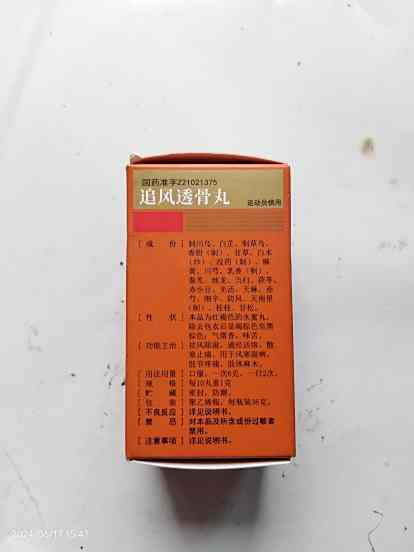 国药准字Z21021375
追风透骨丸
运动员慎用
[成 份] 制川乌、白芷、制草乌、
香附(制)、甘草、白术
(炒)、没药(制)、麻
黄、川芎、乳香(制)、
秦艽、地龙、当归、茯苓、
赤小豆、羌活、天麻、赤
芍、细辛、防风、天南星
(制)、桂枝、甘松。
[性 状] 本品为红褐色的水蜜丸,
除去包衣后显褐棕色至黑
棕色;气微香,味苦。
[功能主治] 祛风除湿,通经活络,散
寒止痛。用于风寒湿痹,
肢节疼痛,肢体麻木。
[用法用量] 口服。一次6克,一日2次。
[规 格] 每10丸重1克
[贮 藏] 密封,防潮。
[包 装] 聚乙烯瓶,每瓶装36克。
[不良反应] 详见说明书。
[禁 忌] 对本品及所含成份过敏者
禁用。
[注意事项] 详见说明书。
2024/05/17 15:41